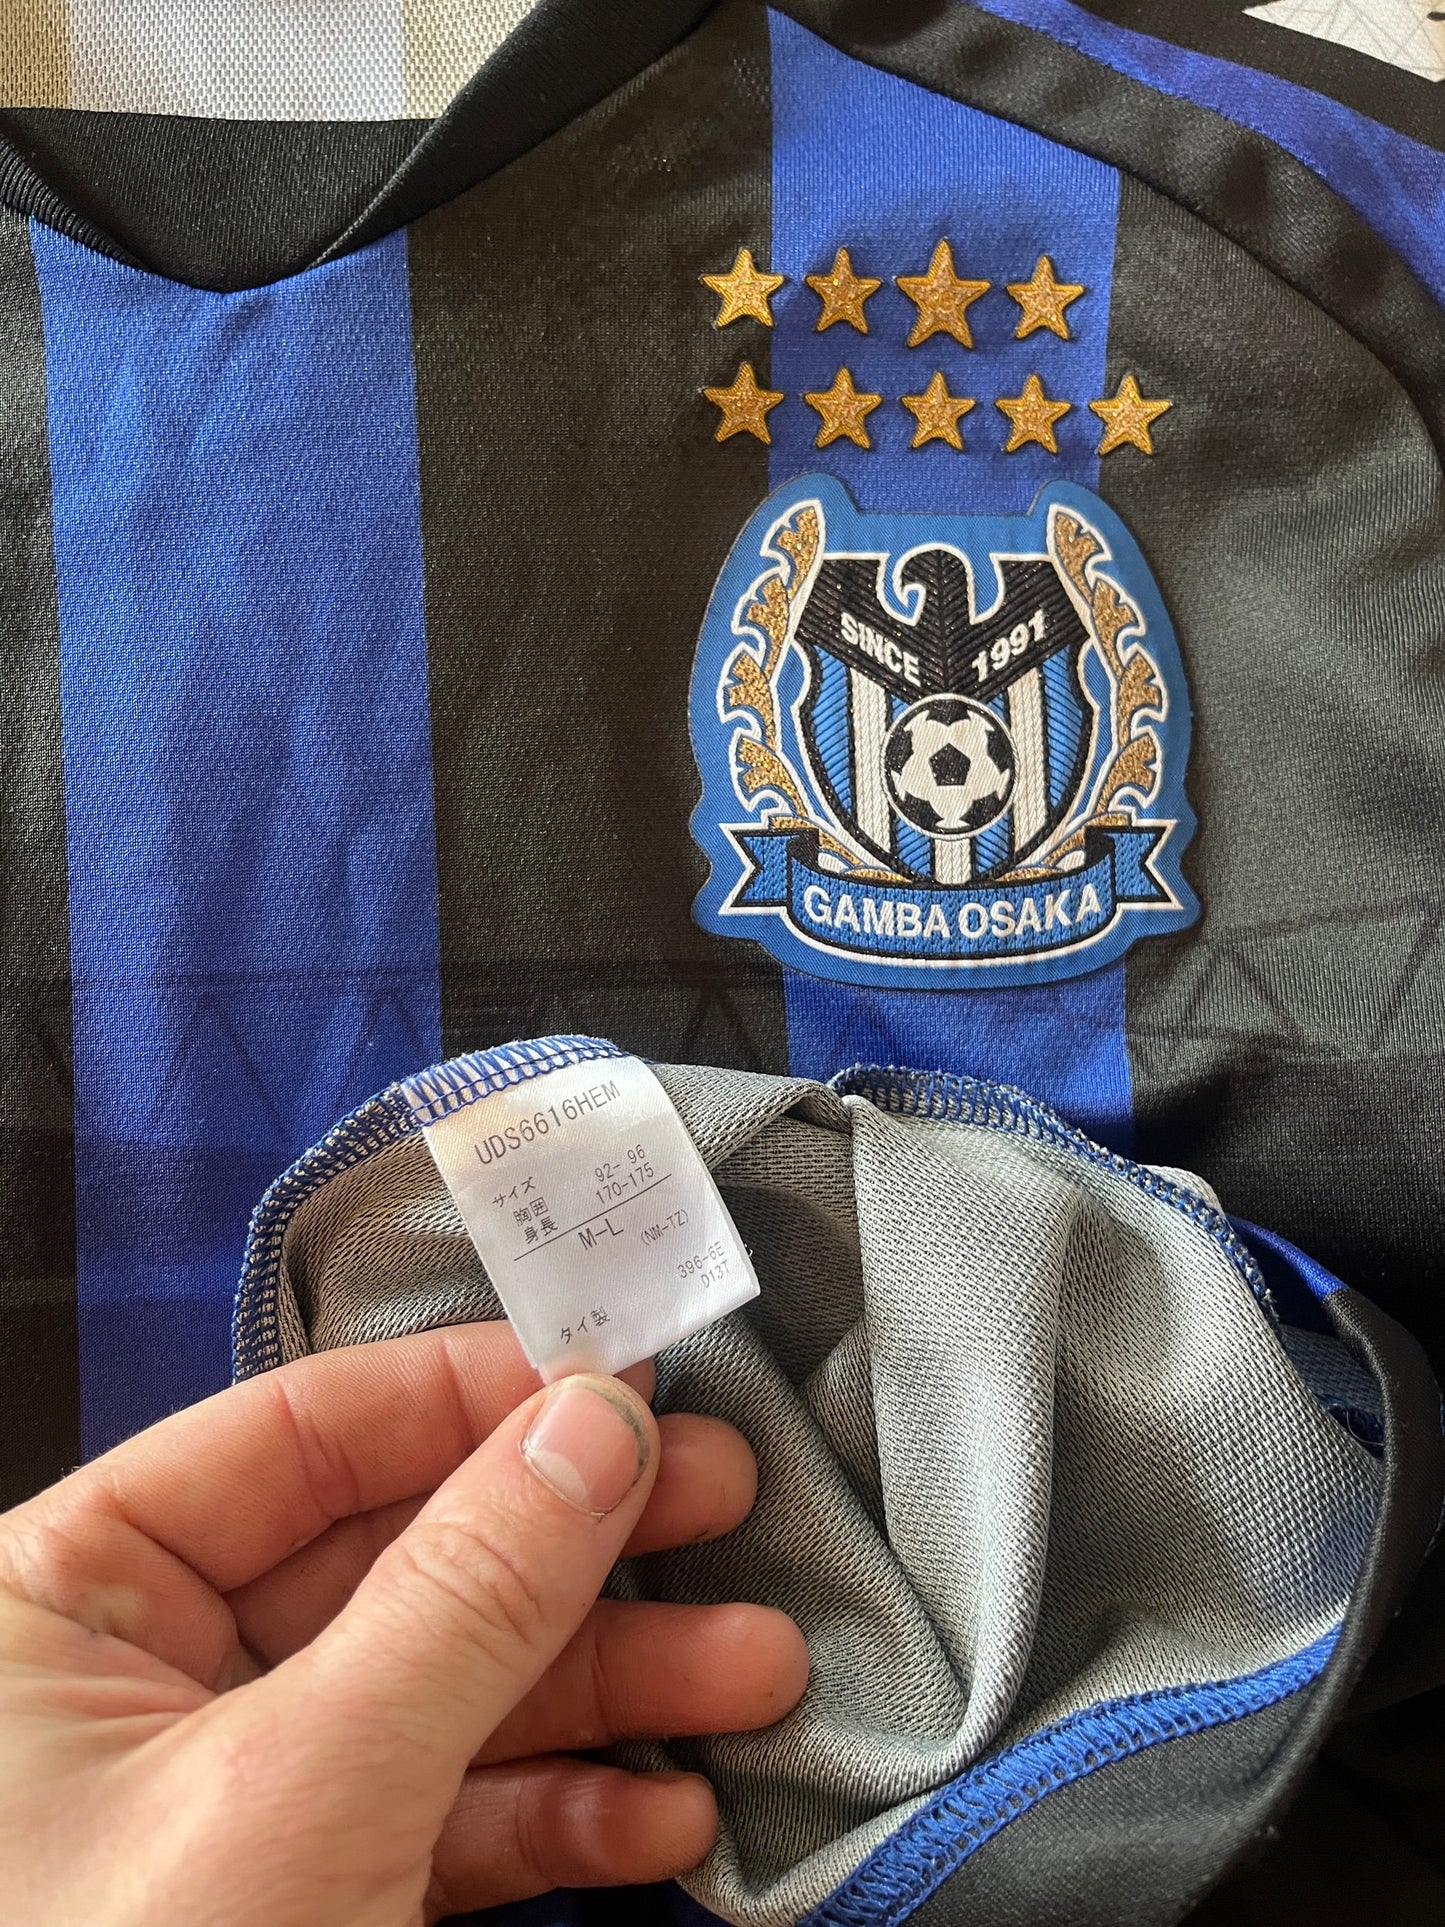 SINCE 1991
GAMBA OSAKA
UDS6616HEM
サイズ
胸囲 92- 96
身長 170-175
M-L (NM-TZ)
396-6E
D13T
タイ製